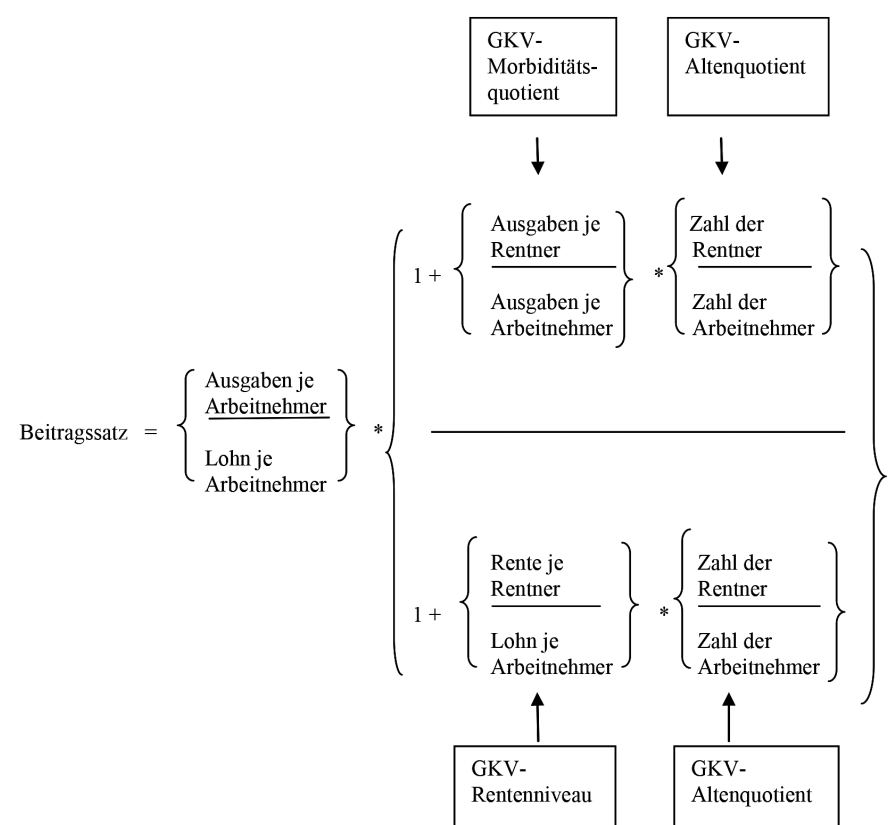 GKV-
Morbiditäts-
quotient
GKV-
Altenquotient
Ausgaben je
Rentner
Zahl der
Rentner
1 +
*
Ausgaben je
Arbeitnehmer
Zahl der
Arbeitnehmer
Ausgaben je
Arbeitnehmer
Beitragssatz =
*
Lohn je
Arbeitnehmer
Rente je
Rentner
Zahl der
Rentner
1 +
*
Lohn je
Arbeitnehmer
Zahl der
Arbeitnehmer
GKV-
Rentenniveau
GKV-
Altenquotient